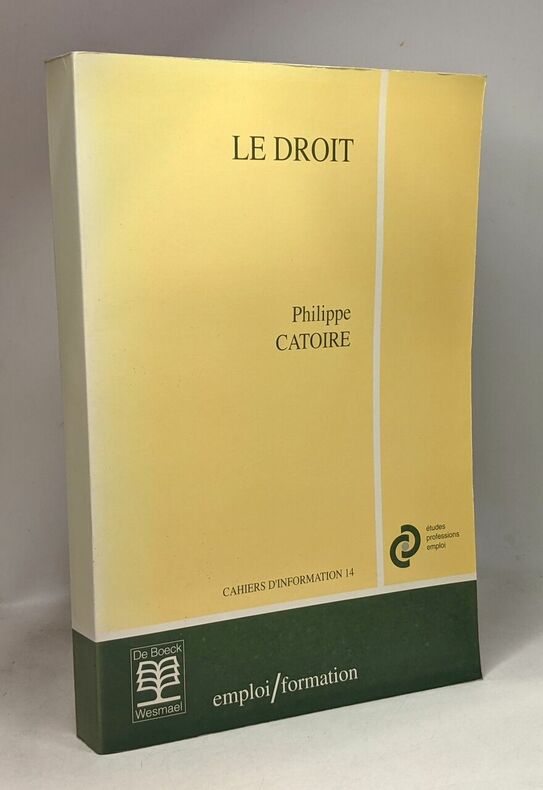 LE DROIT
Philippe
CATOIRE
études
professions
emploi
CAHIERS D'INFORMATION 14
De Boeck
Wesmael
emploi/formation